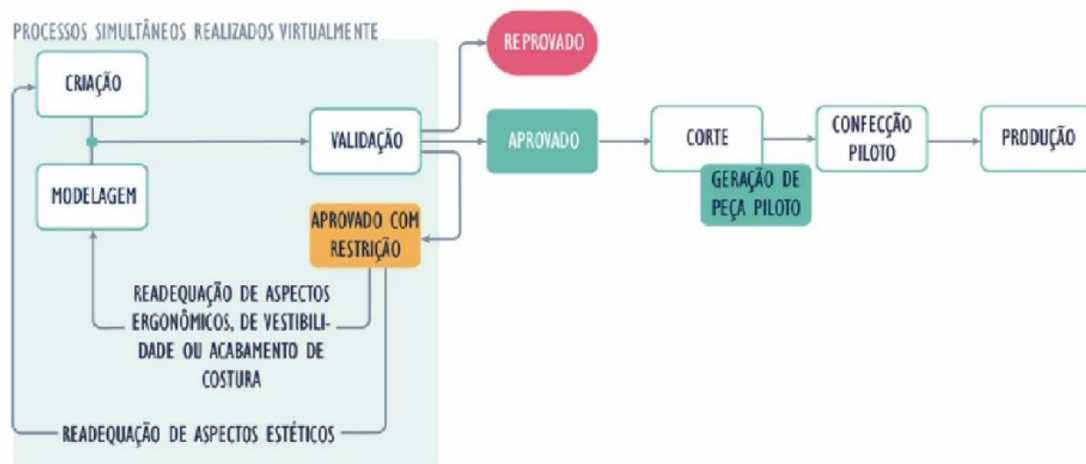 PROCESSOS SIMULTÂNEOS REALIZADOS VIRTUALMENTE
CRIAÇÃO
MODELAGEM
VALIDAÇÃO
REPROVADO
APROVADO
APROVADO COM
RESTRIÇÃO
READEQUAÇÃO DE ASPECTOS
ERGONÔMICOS, DE VESTIBILI-
DADE OU ACABAMENTO DE
COSTURA
READEQUAÇÃO DE ASPECTOS ESTÉTICOS
CORTE
GERAÇÃO DE
PEÇA PILOTO
CONFECÇÃO
PILOTO
PRODUÇÃO